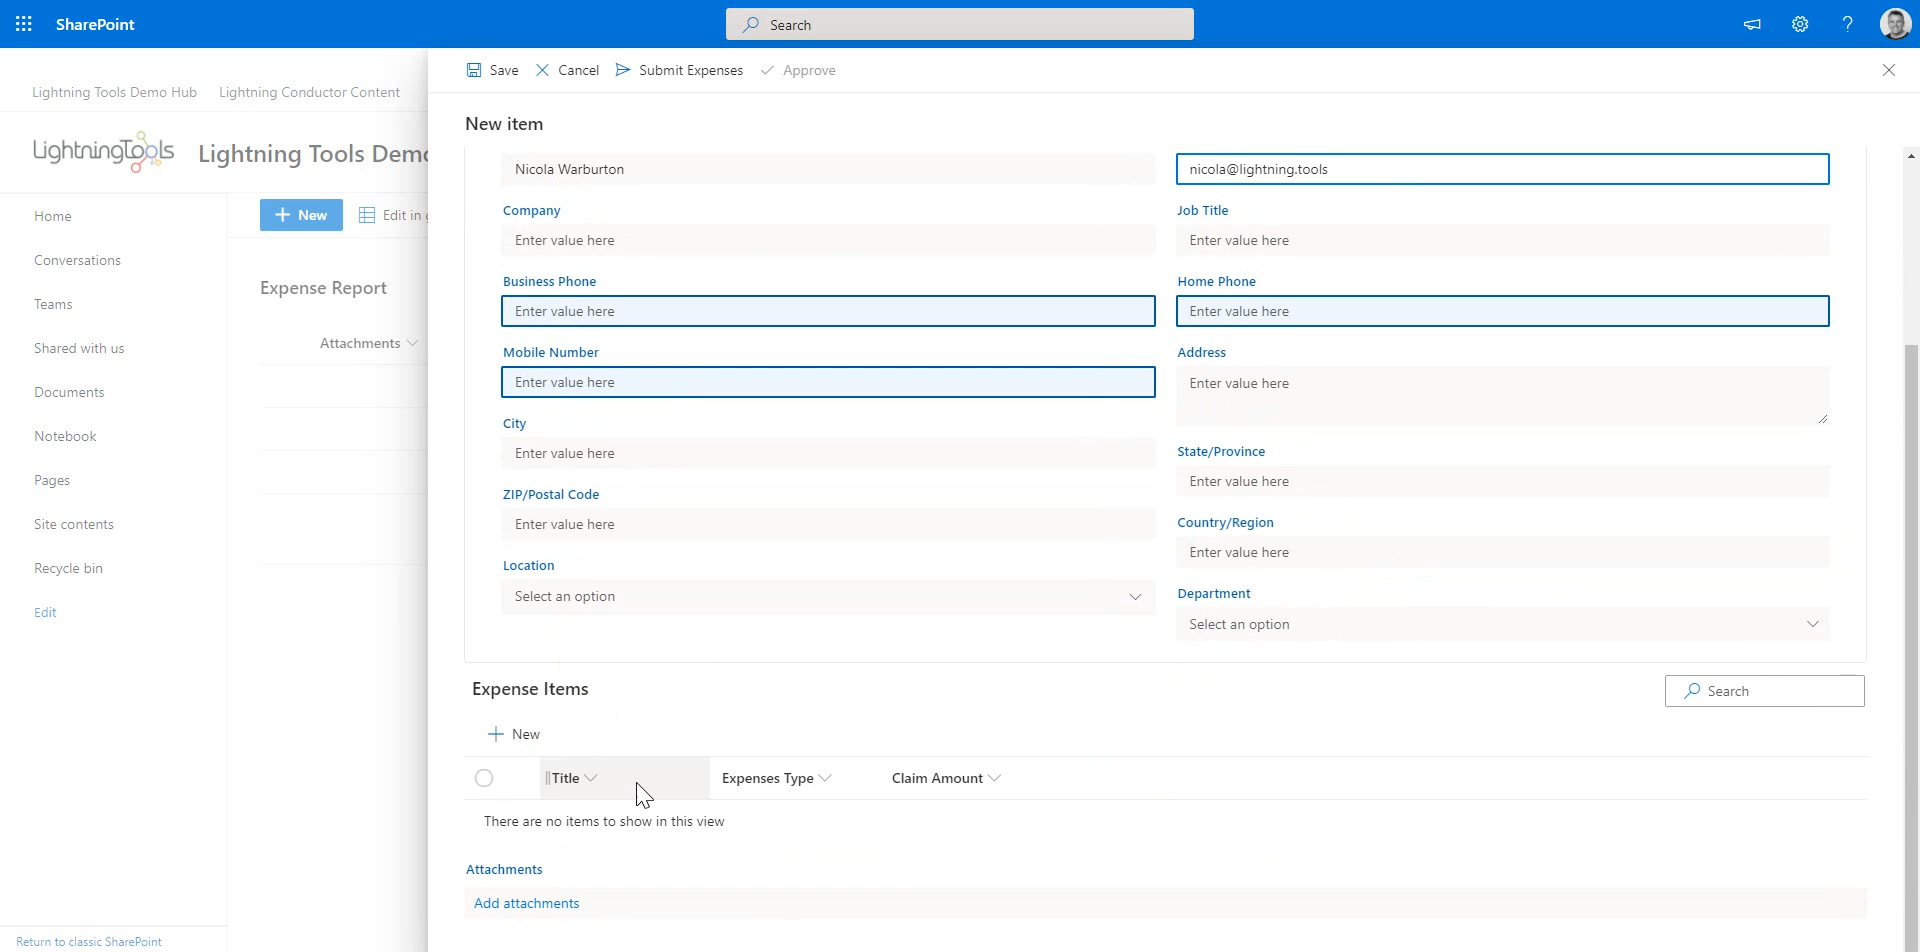 SharePoint
Search
Lightning Tools Demo Hub Lightning Conductor Content
LightningTools
Lightning Tools Demo
Home
Conversations
Teams
Shared with us
Documents
Notebook
Pages
Site contents
Recycle bin
Edit
Return to classic SharePoint
New
Edit in
Expense Report
Attachments
Save Cancel Submit Expenses Approve
New item
Nicola Warburton
nicola@lightning.tools
Company
Enter value here
Job Title
Enter value here
Business Phone
Enter value here
Home Phone
Enter value here
Mobile Number
Enter value here
Address
Enter value here
City
Enter value here
State/Province
Enter value here
ZIP/Postal Code
Enter value here
Country/Region
Enter value here
Location
Select an option
Department
Select an option
Expense Items
Search
New
Title Expenses Type Claim Amount
There are no items to show in this view
Attachments
Add attachments